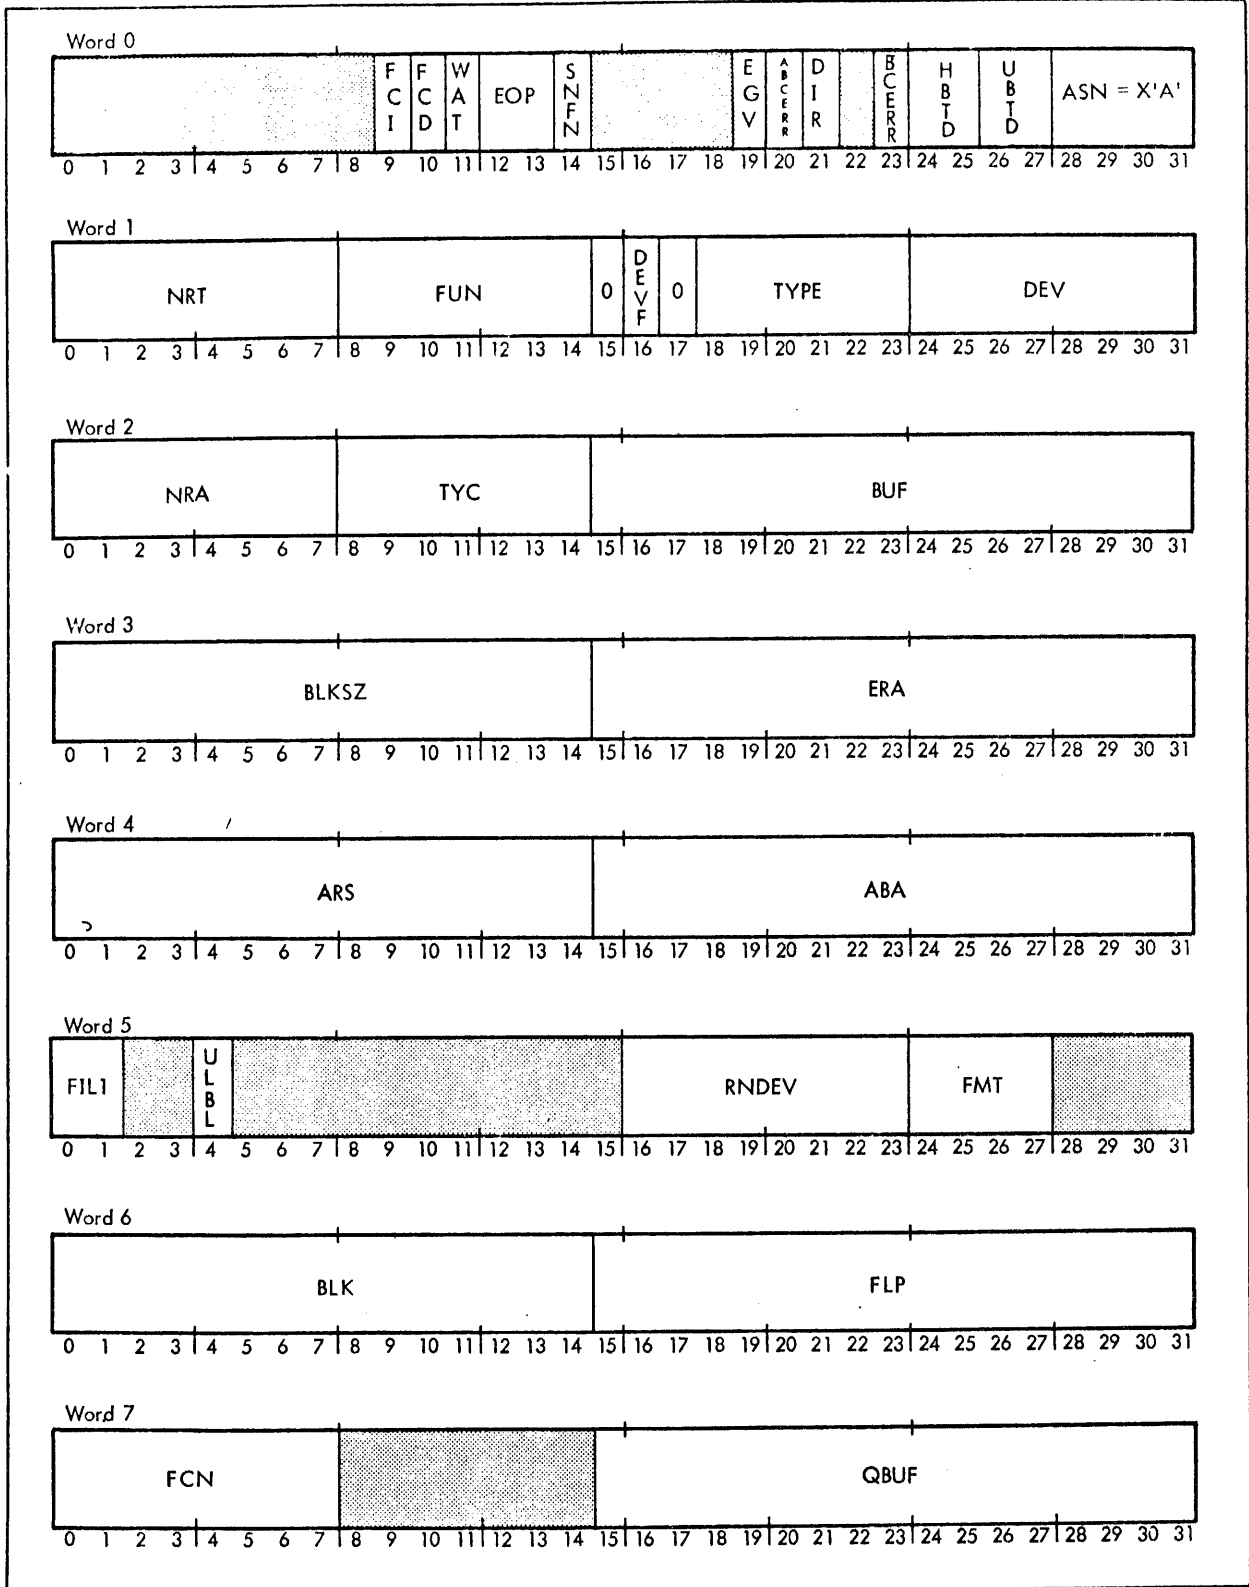 Word 0
FCI FCD WAT EOP SNFN EGV ABCERR DIR BCERR HBTD UBTD ASN = X'A'
0 1 2 3 4 5 6 7 8 9 10 11 12 13 14 15 16 17 18 19 20 21 22 23 24 25 26 27 28 29 30 31
Word 1
NRT FUN 0 DEVF 0 TYPE DEV
0 1 2 3 4 5 6 7 8 9 10 11 12 13 14 15 16 17 18 19 20 21 22 23 24 25 26 27 28 29 30 31
Word 2
NRA TYC BUF
0 1 2 3 4 5 6 7 8 9 10 11 12 13 14 15 16 17 18 19 20 21 22 23 24 25 26 27 28 29 30 31
Word 3
BLKSZ ERA
0 1 2 3 4 5 6 7 8 9 10 11 12 13 14 15 16 17 18 19 20 21 22 23 24 25 26 27 28 29 30 31
Word 4
ARS ABA
0 1 2 3 4 5 6 7 8 9 10 11 12 13 14 15 16 17 18 19 20 21 22 23 24 25 26 27 28 29 30 31
Word 5
FIL1 ULBL RNDEV FMT
0 1 2 3 4 5 6 7 8 9 10 11 12 13 14 15 16 17 18 19 20 21 22 23 24 25 26 27 28 29 30 31
Word 6
BLK FLP
0 1 2 3 4 5 6 7 8 9 10 11 12 13 14 15 16 17 18 19 20 21 22 23 24 25 26 27 28 29 30 31
Word 7
FCN QBUF
0 1 2 3 4 5 6 7 8 9 10 11 12 13 14 15 16 17 18 19 20 21 22 23 24 25 26 27 28 29 30 31